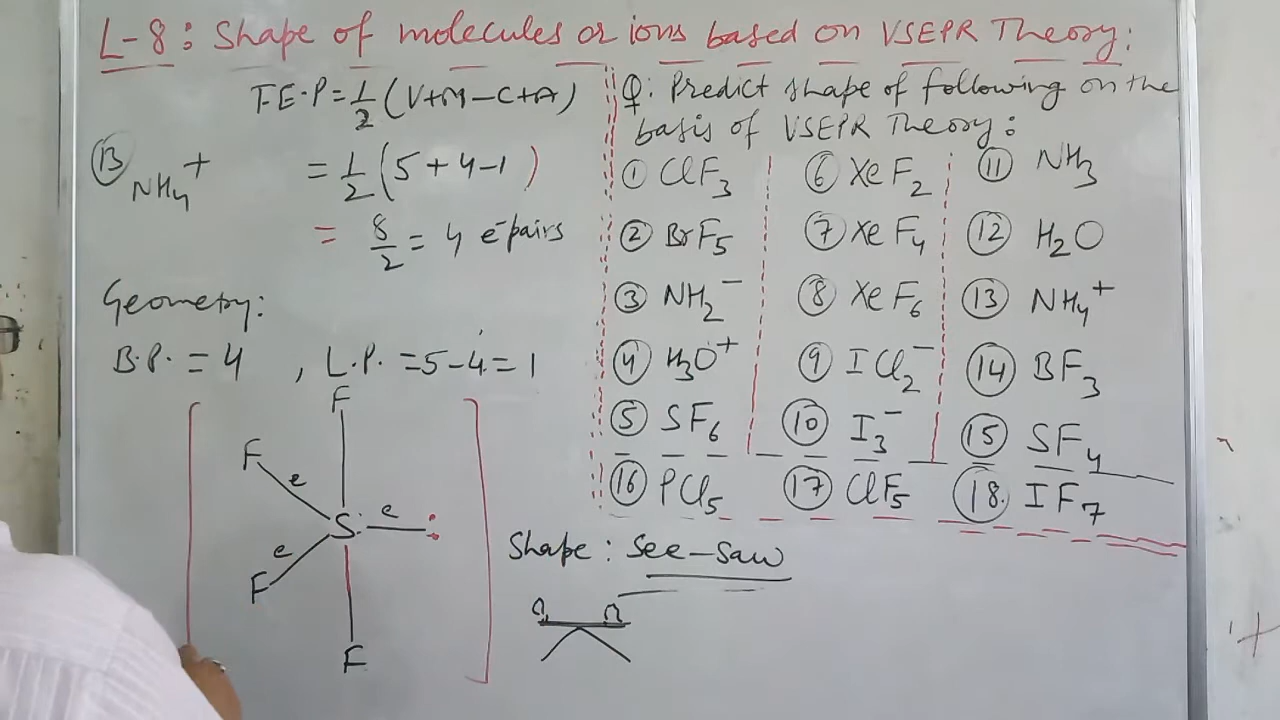 L-8: Shape of molecules or ions based on VSEPR Theory:
T.E.P = 1/2 (V+M-C+A)
⑬ NH4+ = 1/2 (5+4-1)
= 8/2 = 4 e- pairs
Geometry:
B.P. = 4 , L.P. = 5-4 = 1
F
F
e
S
e
:
e
F
F
Shape: See-Saw
Q: Predict shape of following on the
basis of VSEPR Theory:
① ClF3 ⑥ XeF2 ⑪ NH3
② BrF5 ⑦ XeF4 ⑫ H2O
③ NH2- ⑧ XeF6 ⑬ NH4+
④ H3O+ ⑨ ICl2- ⑭ BF3
⑤ SF6 ⑩ I3- ⑮ SF4
⑯ PCl5 ⑰ ClF5 ⑱. IF7